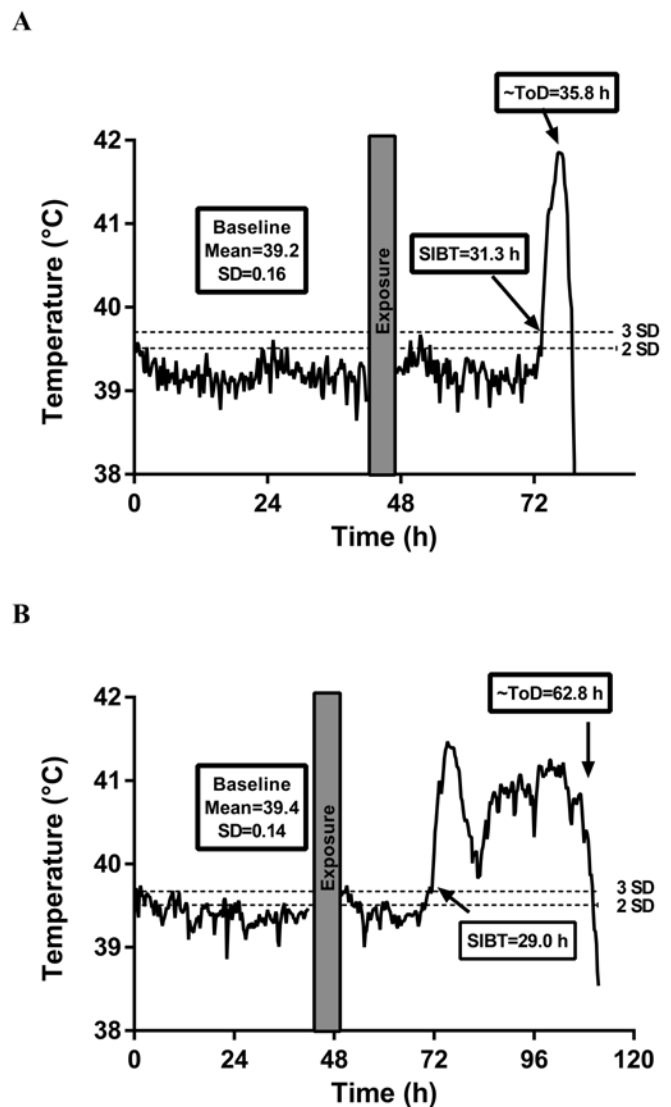 A
~ToD=35.8 h
42
Baseline
Mean=39.2
SD=0.16
41
SIBT=31.3 h
Exposure
Temperature (°C)
40
3 SD
2 SD
39
38
0 24 48 72
Time (h)
B
42
~ToD=62.8 h
Baseline
Mean=39.4
SD=0.14
41
Exposure
Temperature (°C)
40
3 SD
2 SD
39
SIBT=29.0 h
38
0 24 48 72 96 120
Time (h)